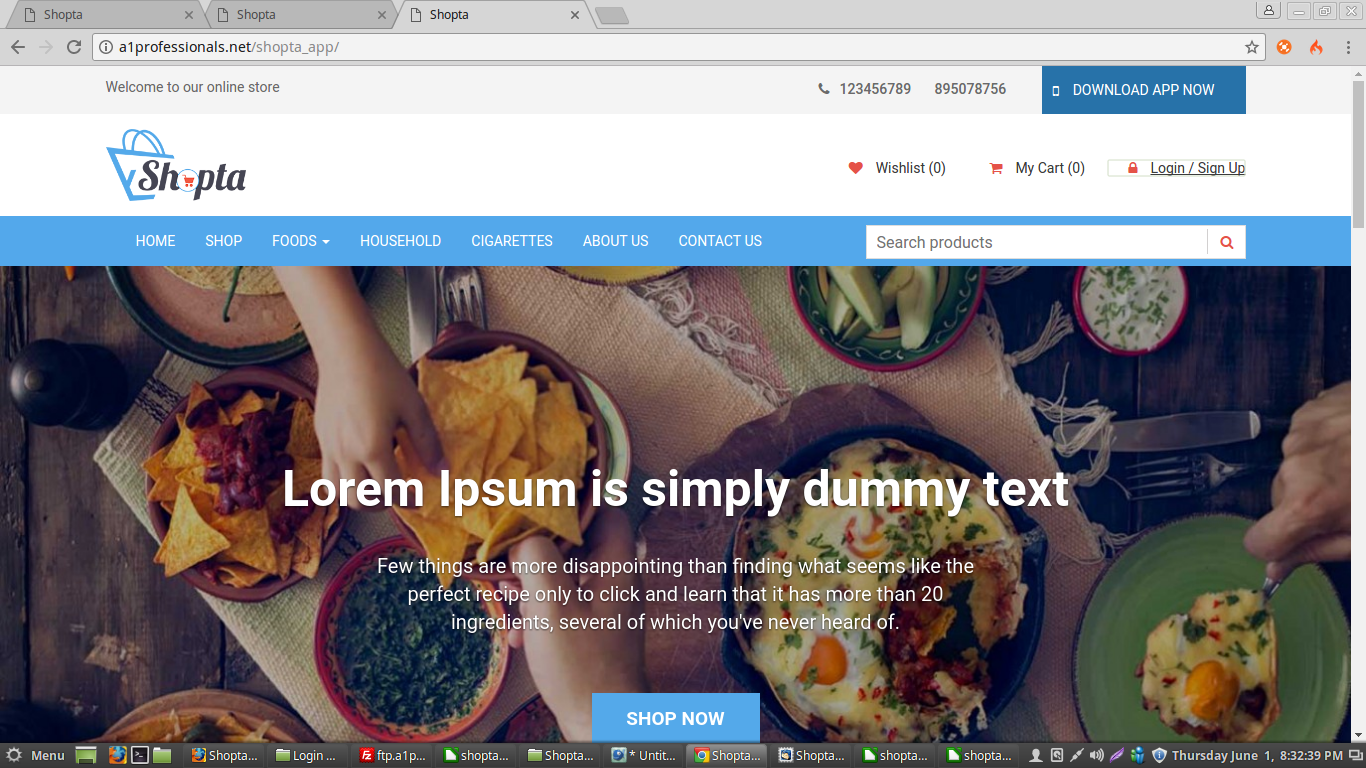 Shopta
Shopta
Shopta
a1professionals.net/shopta_app/
Welcome to our online store
123456789 895078756
DOWNLOAD APP NOW
Shopta
Wishlist (0)
My Cart (0)
Login / Sign Up
HOME SHOP FOODS HOUSEHOLD CIGARETTES ABOUT US CONTACT US
Search products
Lorem Ipsum is simply dummy text
Few things are more disappointing than finding what seems like the
perfect recipe only to click and learn that it has more than 20
ingredients, several of which you've never heard of.
SHOP NOW
Menu Shopta... Login ... ftp.a1p... shopta... Shopta... * Untit... Shopta... Shopta... shopta... shopta... Thursday June 1, 8:32:39 PM